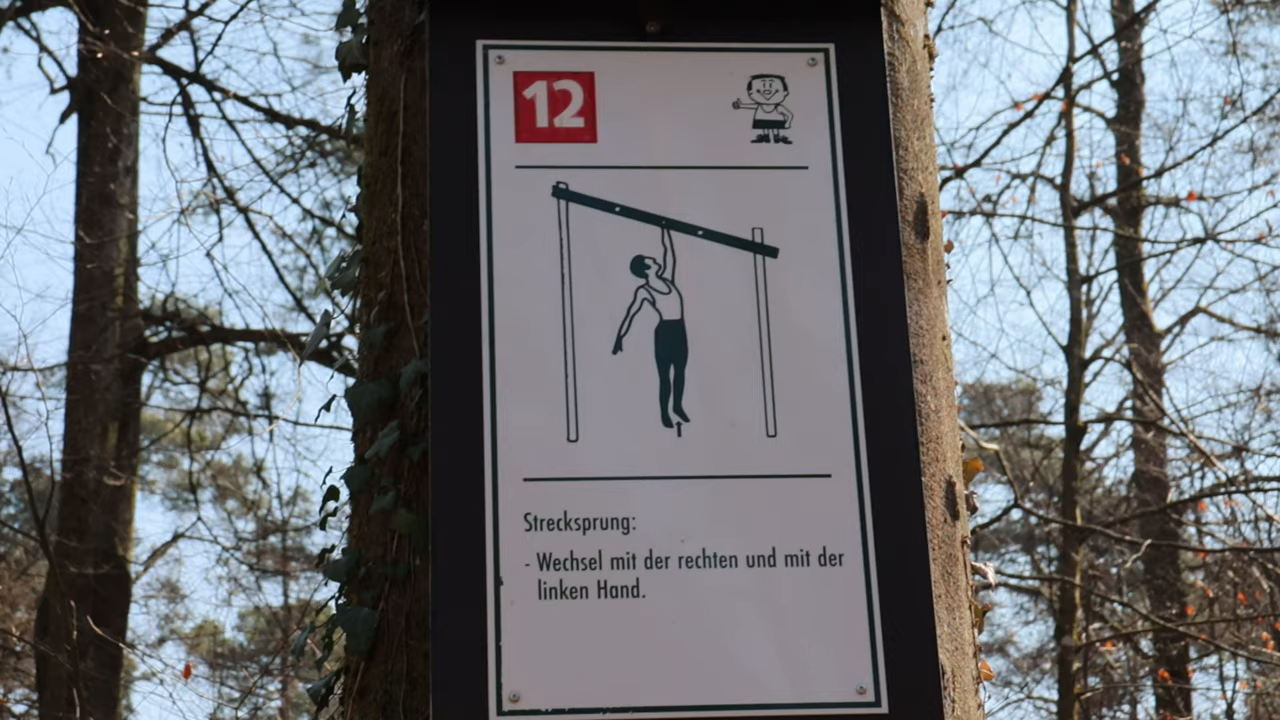 12
Strecksprung:
- Wechsel mit der rechten und mit der
linken Hand.